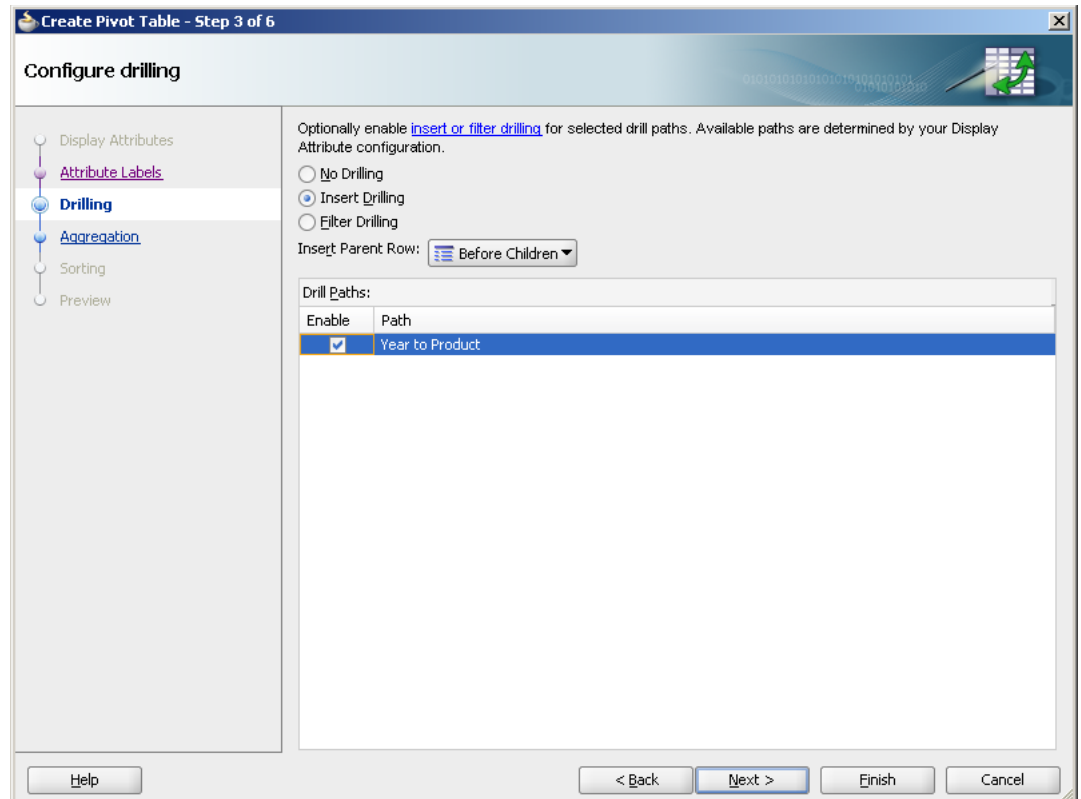 Create Pivot Table - Step 3 of 6
Configure drilling
Display Attributes
Attribute Labels
Drilling
Aggregation
Sorting
Preview
Optionally enable insert or filter drilling for selected drill paths. Available paths are determined by your Display
Attribute configuration.
No Drilling
Insert Drilling
Filter Drilling
Insert Parent Row: Before Children
Drill Paths:
Enable Path
Year to Product
Help < Back Next > Finish Cancel